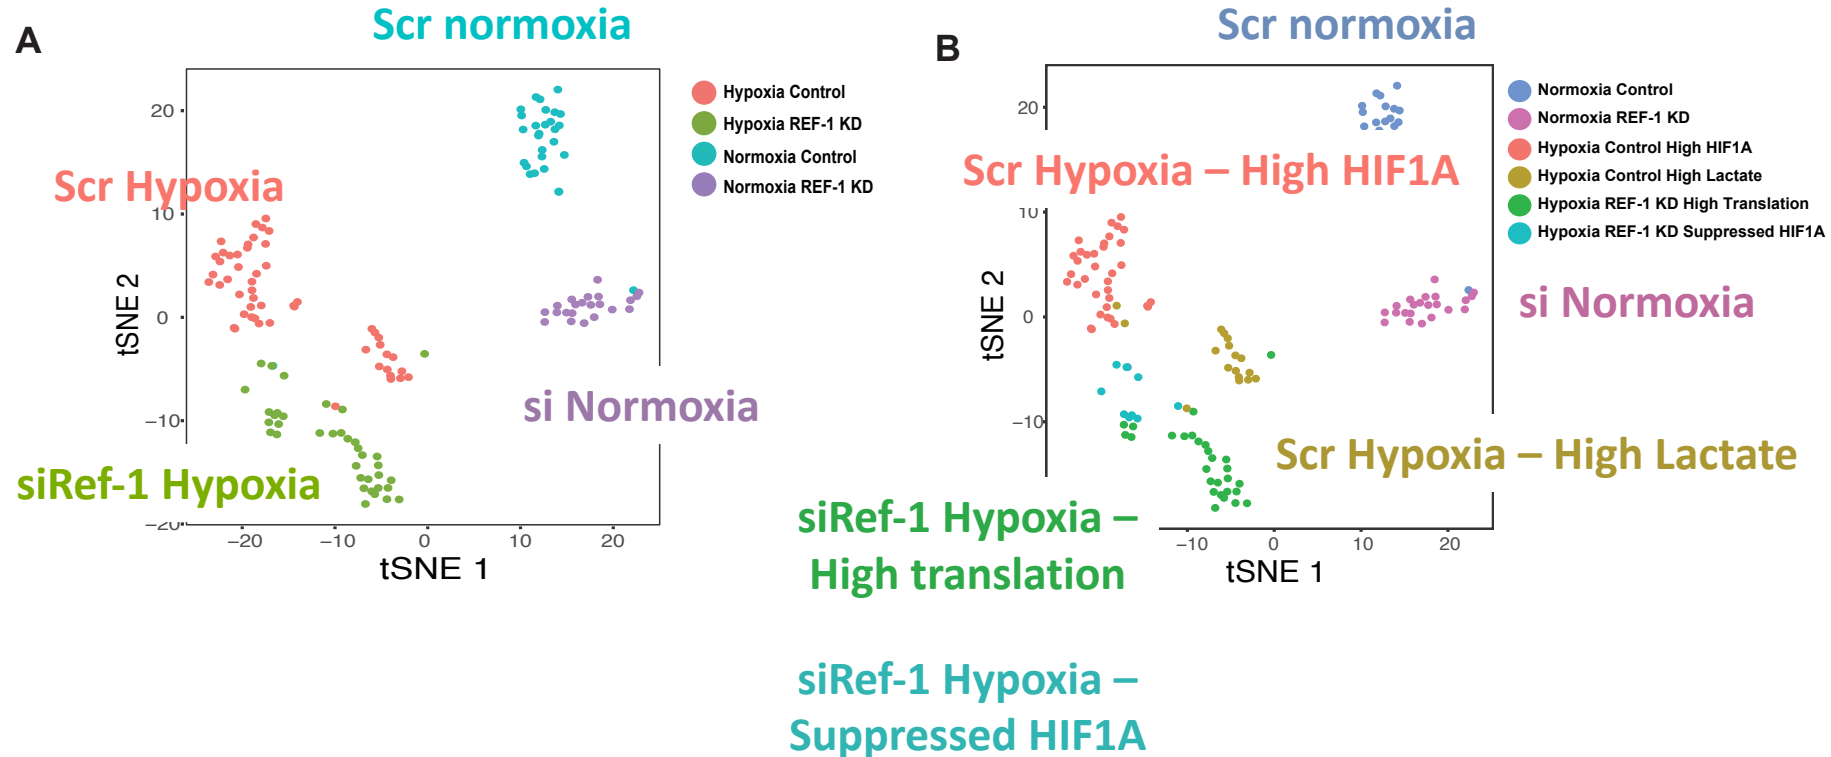 Scr normoxia
A
20
10
0
−10
−20
Scr Hypoxia
siRef-1 Hypoxia
si Normoxia
tSNE 2
−20
−10
0
10
20
tSNE 1
Hypoxia Control
Hypoxia REF-1 KD
Normoxia Control
Normoxia REF-1 KD
Scr normoxia
B
20
10
0
−10
Scr Hypoxia – High HIF1A
tSNE 2
Normoxia Control
Normoxia REF-1 KD
Hypoxia Control High HIF1A
Hypoxia Control High Lactate
Hypoxia REF-1 KD High Translation
Hypoxia REF-1 KD Suppressed HIF1A
si Normoxia
Scr Hypoxia – High Lactate
siRef-1 Hypoxia –
High translation
−10
0
10
20
tSNE 1
siRef-1 Hypoxia –
Suppressed HIF1A